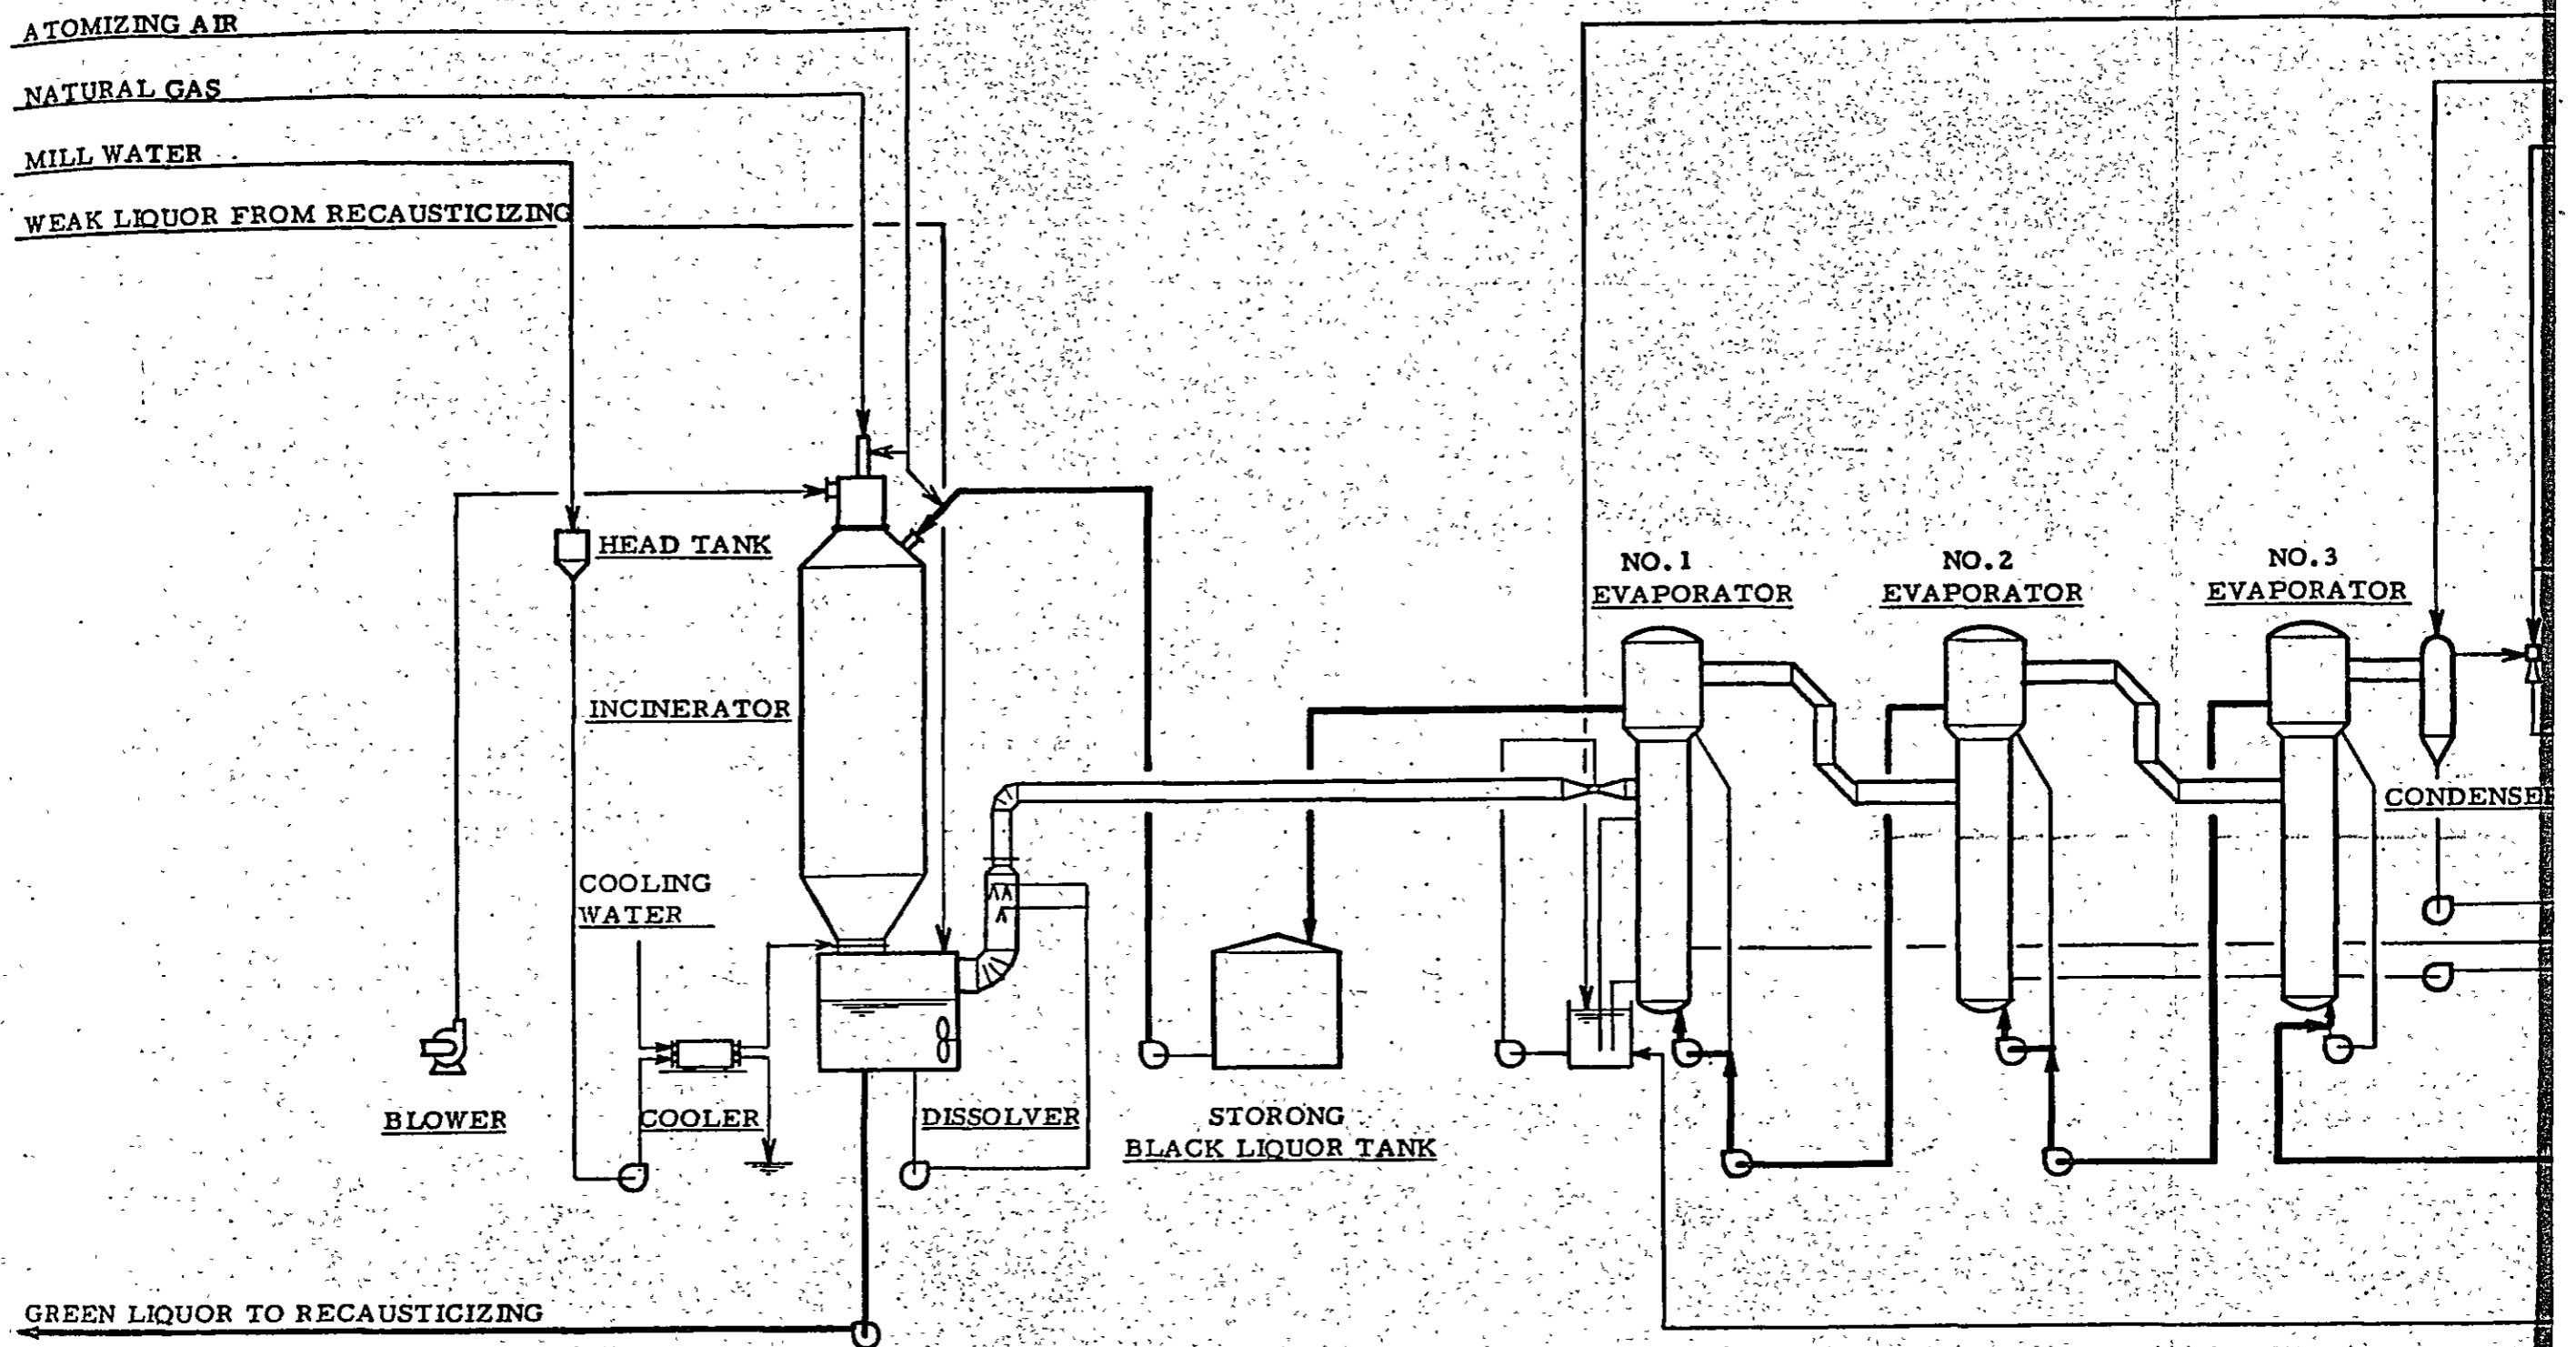 ATOMIZING AIR
NATURAL GAS
MILL WATER
WEAK LIQUOR FROM RECAUSTICIZING
HEAD TANK
NO.1
EVAPORATOR
NO.2
EVAPORATOR
NO.3
EVAPORATOR
INCINERATOR
CONDENSE
COOLING
WATER
BLOWER
COOLER
DISSOLVER
STORONG
BLACK LIQUOR TANK
GREEN LIQUOR TO RECAUSTICIZING